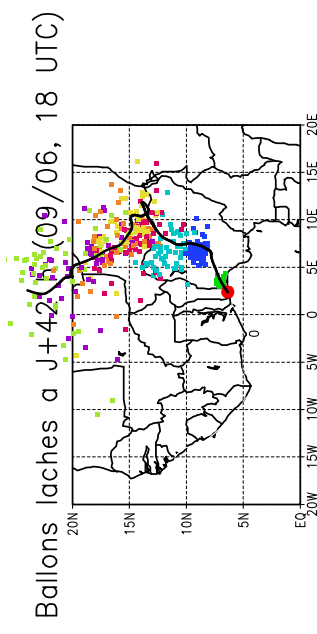 Ballons laches a J+42h (09/06, 18 UTC)
20N
15N
10N
5N
EQ
0
20W 15W 10W 5W 0 5E 10E 15E 20E